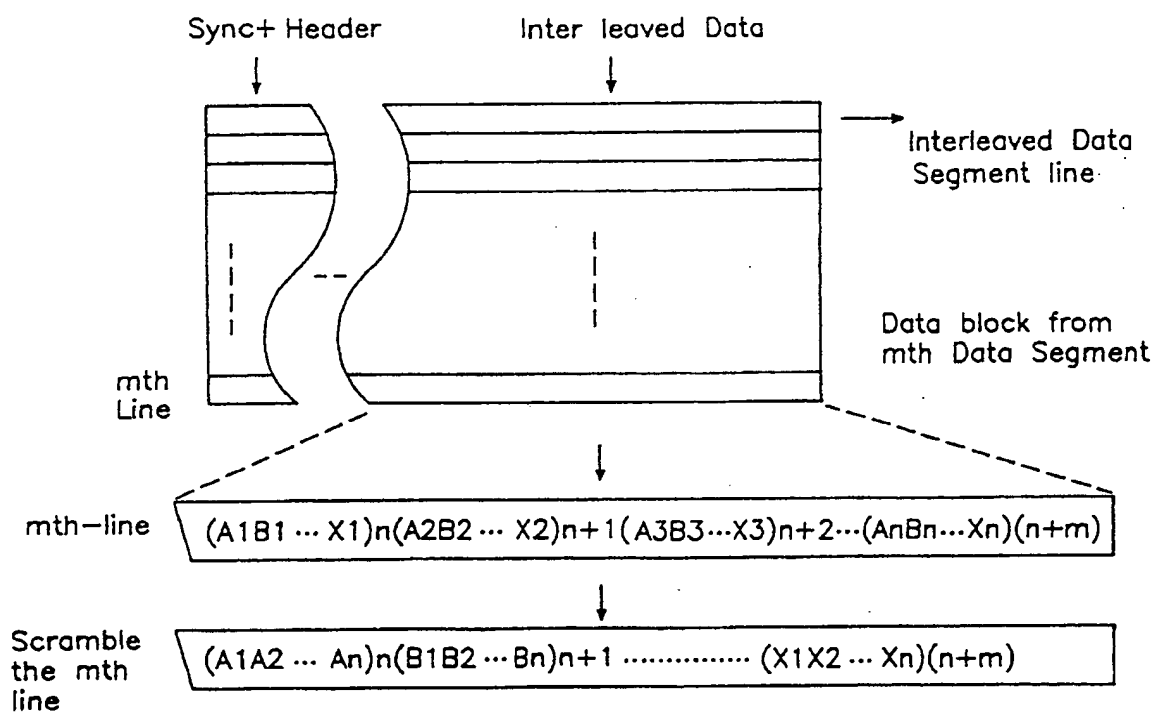 Sync+ Header
Inter leaved Data
Interleaved Data
Segment line
Data block from
mth Data Segment
mth
Line
mth-line
(A1B1 ··· X1)n(A2B2 ··· X2)n+1(A3B3···X3)n+2···(AnBn···Xn)(n+m)
Scramble
the mth
line
(A1A2 ··· An)n(B1B2 ···Bn)n+1 ················ (X1X2 ··· Xn)(n+m)